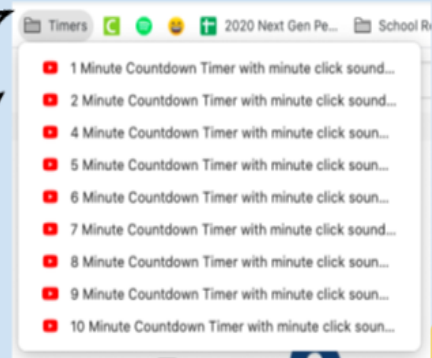 Timers 2020 Next Gen Pe... School Re
1 Minute Countdown Timer with minute click sound...
2 Minute Countdown Timer with minute click sound...
4 Minute Countdown Timer with minute click soun...
5 Minute Countdown Timer with minute click soun...
6 Minute Countdown Timer with minute click soun...
7 Minute Countdown Timer with minute click sound...
8 Minute Countdown Timer with minute click soun...
9 Minute Countdown Timer with minute click soun...
10 Minute Countdown Timer with minute click soun...